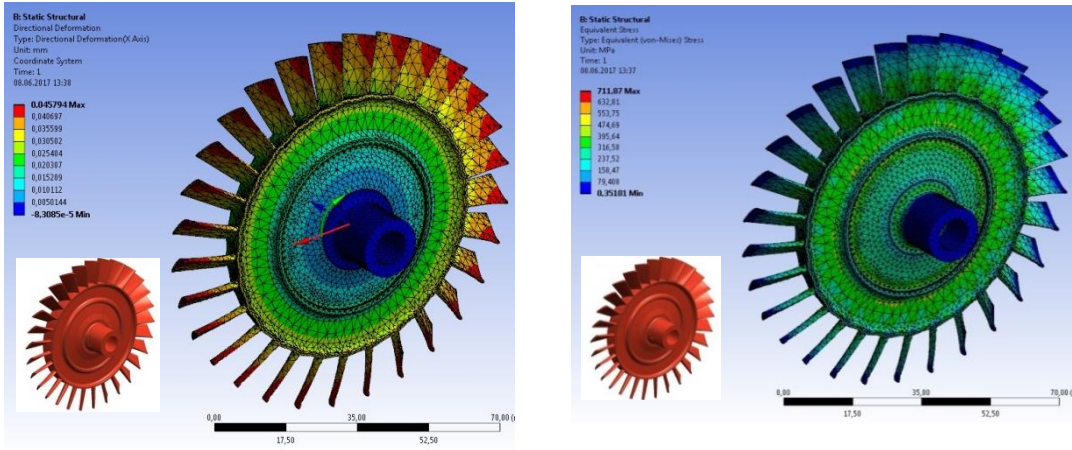 B: Static Structural
Directional Deformation
Type: Directional Deformation(X Axis)
Unit: mm
Coordinate System
Time: 1
08.06.2017 13:38
0,045794 Max
0,040697
0,035599
0,030502
0,025404
0,020307
0,015209
0,010112
0,0050144
-8,3085e-5 Min
0,00
35,00
70,00
17,50
52,50
B: Static Structural
Equivalent Stress
Type: Equivalent (von-Mises) Stress
Unit: MPa
Time: 1
08.06.2017 13:37
711,87 Max
632,81
553,75
474,69
395,64
316,58
237,52
158,47
79,408
0,35181 Min
0,00
35,00
70,00
17,50
52,50